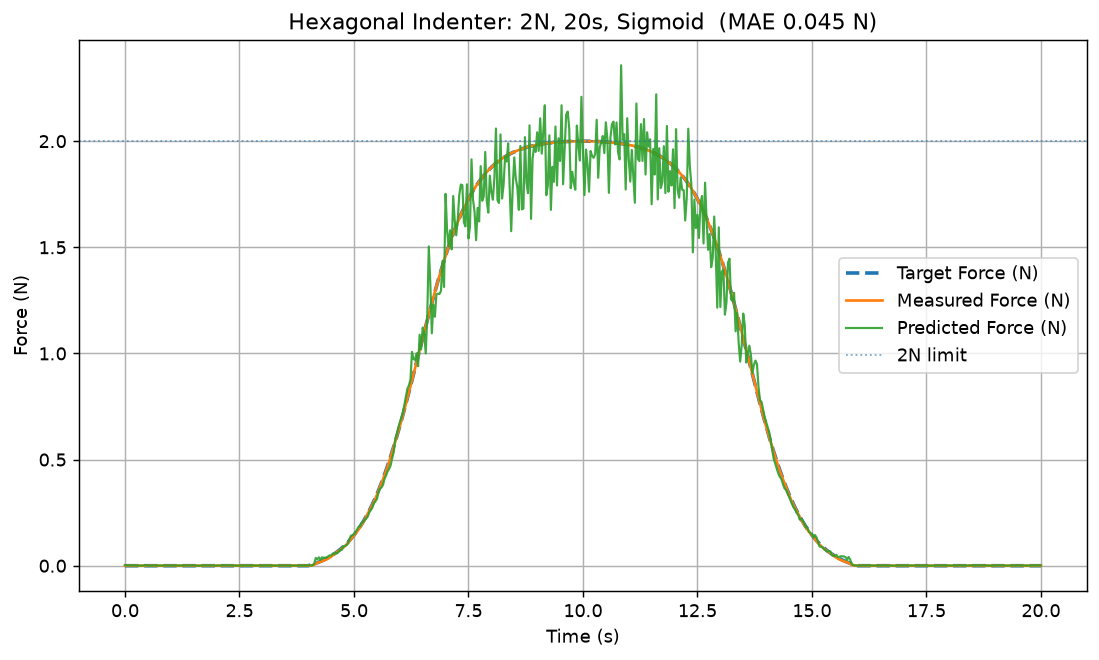 Hexagonal Indenter: 2N, 20s, Sigmoid  (MAE 0.045 N)
Force (N)
2.0
1.5
1.0
0.5
0.0
Target Force (N)
Measured Force (N)
Predicted Force (N)
2N limit
0.0 2.5 5.0 7.5 10.0 12.5 15.0 17.5 20.0
Time (s)